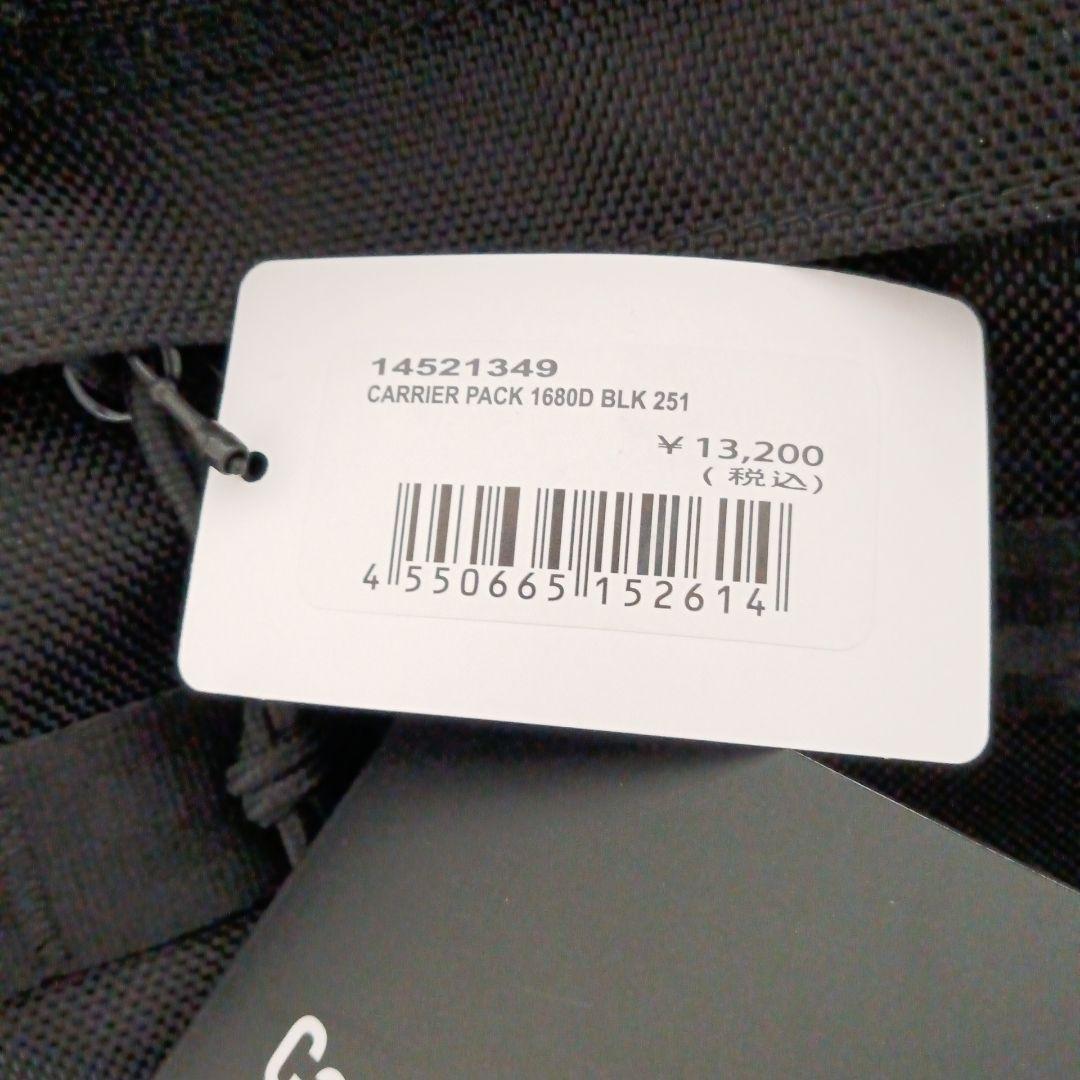 14521349
CARRIER PACK 1680D BLK 251
¥ 13,200
(税込)
4 550665 152614